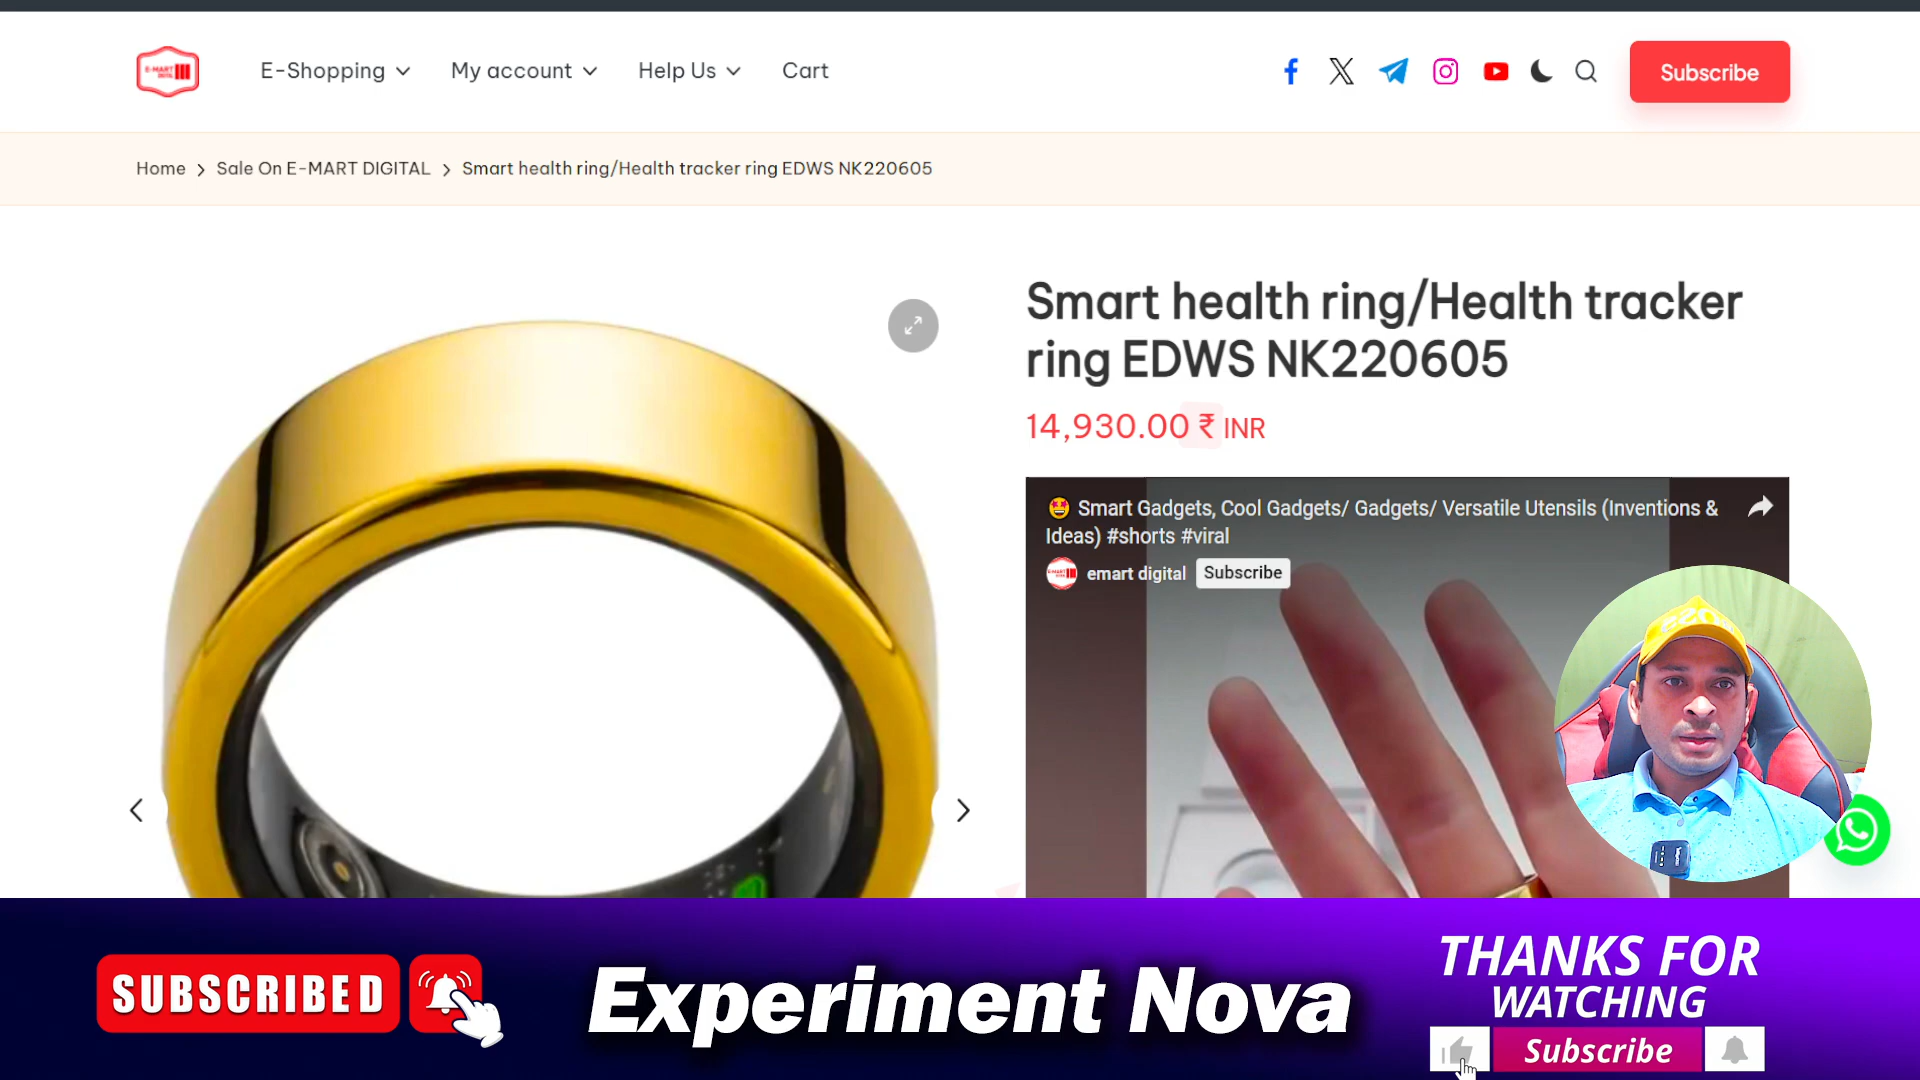 E-MART
E-Shopping My account Help Us Cart
Subscribe
Home > Sale On E-MART DIGITAL > Smart health ring/Health tracker ring EDWS NK220605
Smart health ring/Health tracker
ring EDWS NK220605
14,930.00 ₹ INR
🤩 Smart Gadgets, Cool Gadgets/ Gadgets/ Versatile Utensils (Inventions &
Ideas) #shorts #viral
emart digital Subscribe
SUBSCRIBED
Experiment Nova
THANKS FOR
WATCHING
Subscribe